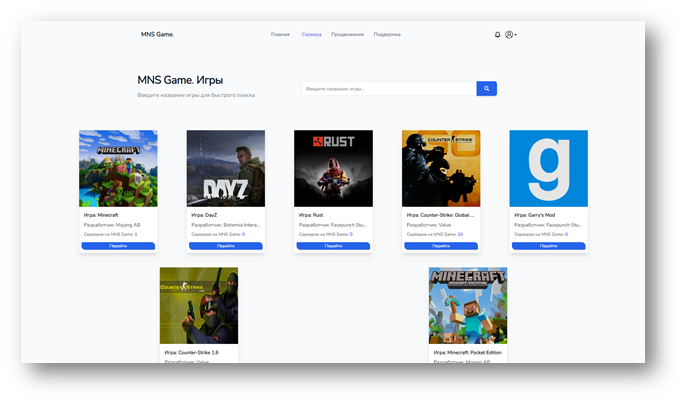 MNS Game.
Главная Сервера Продвижение Поддержка
MNS Game. Игры
Введите название игры для быстрого поиска
Введите название игры...
MINECRAFT
DAYZ
RUST
COUNTER STRIKE
g
Игра: Minecraft
Разработчик: Mojang AB
Серверов на MNS Game: 1
Перейти
Игра: DayZ
Разработчик: Bohemia Intera...
Серверов на MNS Game: 0
Перейти
Игра: Rust
Разработчик: Facepunch Stu...
Серверов на MNS Game: 0
Перейти
Игра: Counter-Strike: Global ...
Разработчик: Valve
Серверов на MNS Game: 10
Перейти
Игра: Garry's Mod
Разработчик: Facepunch Stu...
Серверов на MNS Game: 0
Перейти
COUNTER STRIKE
MINECRAFT
POCKET EDITION
Игра: Counter-Strike 1.6
Разработчик: Valve
Игра: Minecraft: Pocket Edition
Разработчик: Mojang AB